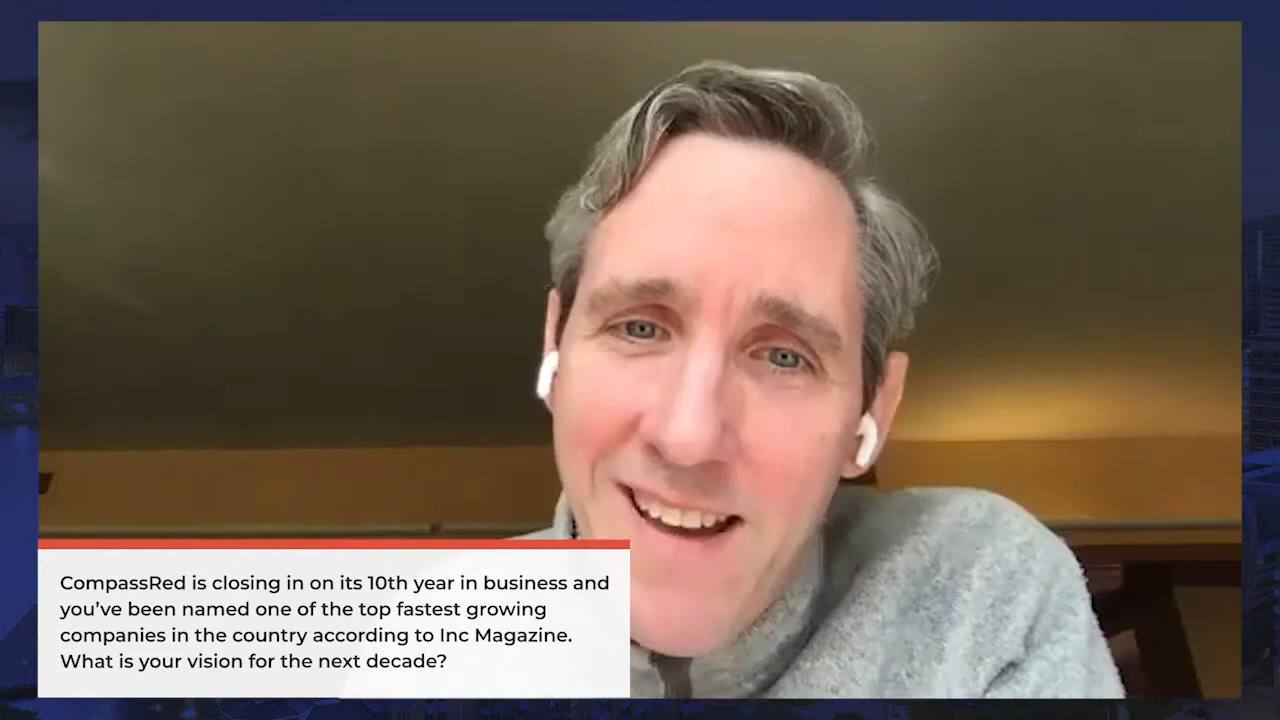 CompassRed is closing in on its 10th year in business and
you’ve been named one of the top fastest growing
companies in the country according to Inc Magazine.
What is your vision for the next decade?